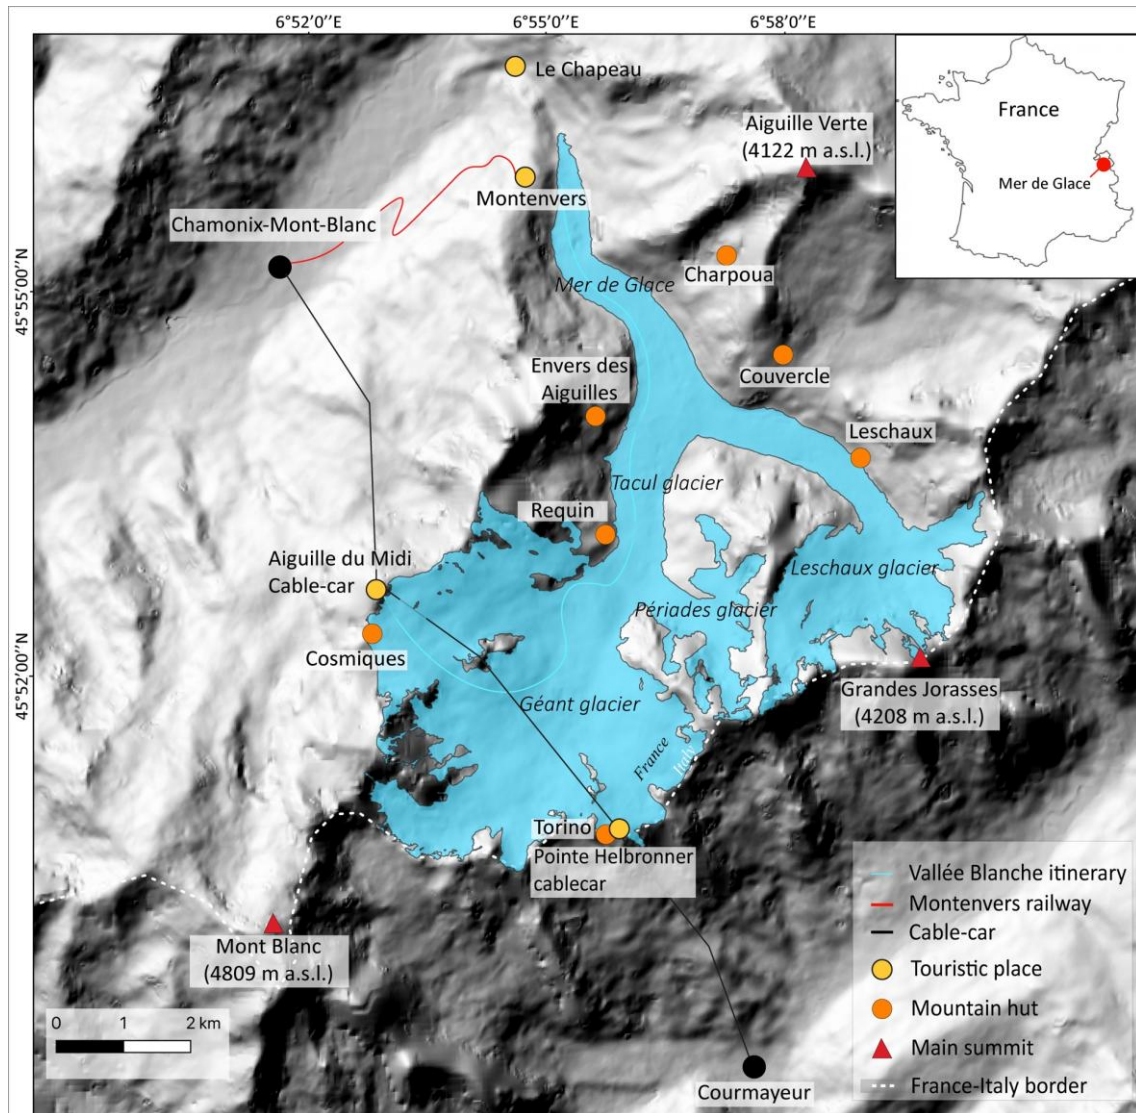 6°52'0''E
6°55'0''E
6°58'0''E
Le Chapeau
France
Aiguille Verte
(4122 m a.s.l.)
Mer de Glace
Montenvers
Chamonix-Mont-Blanc
Charpoua
Mer de Glace
45°55'00''N
Envers des
Aiguilles
Couvercle
Leschaux
Tacul glacier
Requin
Aiguille du Midi
Cable-car
Leschaux glacier
Périades glacier
Cosmiques
45°52'00''N
Grandes Jorasses
(4208 m a.s.l.)
Géant glacier
France
Italy
Torino
Pointe Helbronner
cablecar
Mont Blanc
(4809 m a.s.l.)
0 1 2 km
Courmayeur
Vallée Blanche itinerary
Montenvers railway
Cable-car
Touristic place
Mountain hut
Main summit
France-Italy border